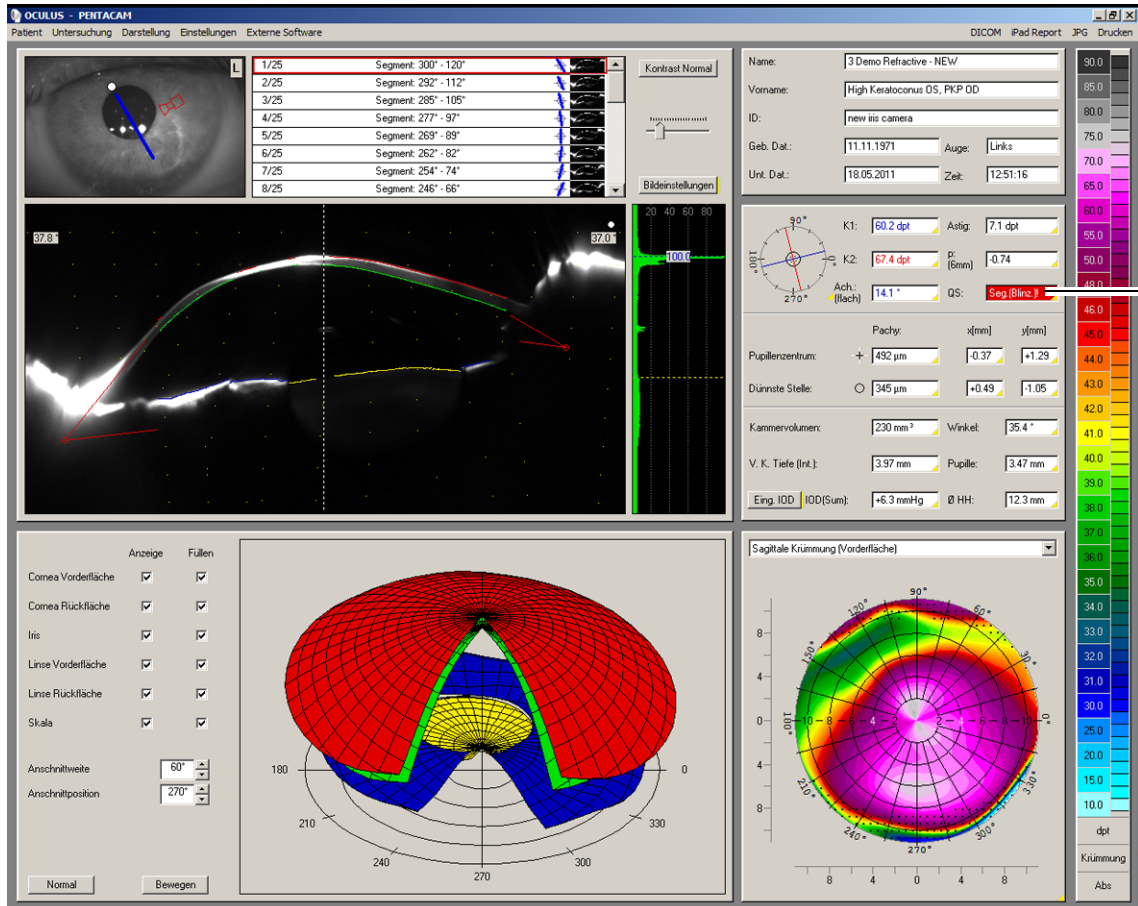 OCULUS - PENTACAM
Patient Untersuchung Darstellung Einstellungen Externe Software DICOM iPad Report JPG Drucken
L
1/25 Segment: 300° - 120°
2/25 Segment: 292° - 112°
3/25 Segment: 285° - 105°
4/25 Segment: 277° - 97°
5/25 Segment: 269° - 89°
6/25 Segment: 262° - 82°
7/25 Segment: 254° - 74°
8/25 Segment: 246° - 66°
Kontrast Normal
Bildeinstellungen
37.8 °
37.0 °
20 40 60 80
100.0
Name: 3 Demo Refractive - NEW
Vorname: High Keratoconus OS, PKP OD
ID: new iris camera
Geb. Dat.: 11.11.1971 Auge: Links
Unt. Dat.: 18.05.2011 Zeit: 12:51:16
90°
180°
0°
270°
K1: 60.2 dpt Astig: 7.1 dpt
K2: 67.4 dpt p: (6mm) -0.74
Ach.: (flach) 14.1 ° QS: Seg.(Blinz.)!
Pachy: x[mm] y[mm]
Pupillenzentrum: + 492 µm -0.37 +1.29
Dünnste Stelle: 345 µm +0.49 -1.05
Kammervolumen: 230 mm³ Winkel: 35.4 °
V. K. Tiefe (Int.): 3.97 mm Pupille: 3.47 mm
Eing. IOD IOD(Sum): +6.3 mmHg Ø HH: 12.3 mm
Anzeige Füllen
Cornea Vorderfläche
Cornea Rückfläche
Iris
Linse Vorderfläche
Linse Rückfläche
Skala
Anschnittweite 60°
Anschnittposition 270°
Normal Bewegen
180
0
210
330
240
300
270
Sagittale Krümmung (Vorderfläche)
90°
120°
60°
150°
30°
180°
0°
210°
330°
240°
300°
270°
8
4
0
4
8
10 8 6 4 2 2 4 6 8 10
8 4 0 4 8
90.0
85.0
80.0
75.0
70.0
65.0
60.0
55.0
50.0
48.0
46.0
45.0
44.0
43.0
42.0
41.0
40.0
39.0
38.0
37.0
36.0
35.0
34.0
33.0
32.0
31.0
30.0
25.0
20.0
15.0
10.0
dpt
Krümmung
Abs